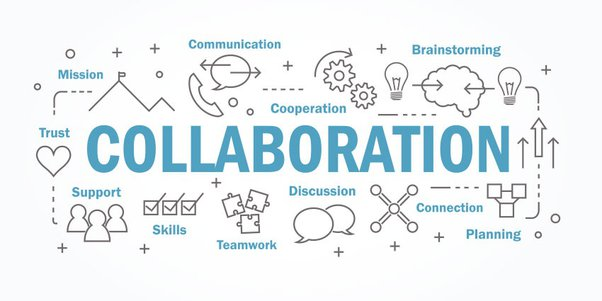 Communication
Brainstorming
Mission
Cooperation
Trust
COLLABORATION
Support
Discussion
Skills
Connection
Teamwork
Planning